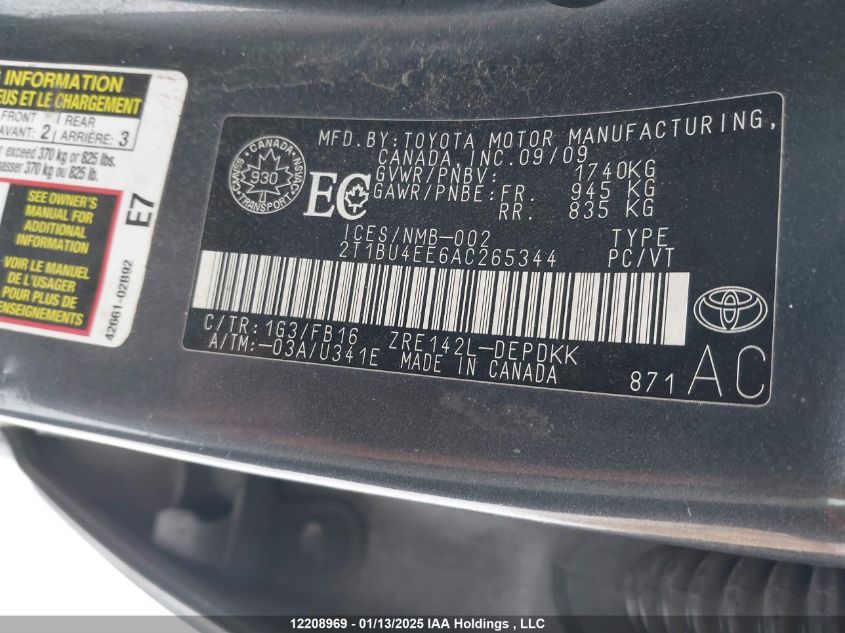 INFORMATION
EUS ET LE CHARGEMENT
FRONT
AVANT: 2
REAR
ARRIÈRE: 3
exceed 370 kg or 825 lbs.
passer 370 kg ou 825 lb.
SEE OWNER'S
MANUAL FOR
ADDITIONAL
INFORMATION
VOIR LE MANUEL
DE L'USAGER
POUR PLUS DE
ENSEIGNEMENTS
E7
42661-02B92
CANADA
930
TRANSPORT
EC
MFD.BY:TOYOTA MOTOR MANUFACTURING,
CANADA,INC.09/09
GVWR/PNBV: 1740KG
GAWR/PNBE:FR. 945 KG
RR. 835 KG
ICES/NMB-002 TYPE
2T1BU4EE6AC265344 PC/VT
C/TR:1G3/FB16 ZRE142L-DEPDKK
A/TM:-03A/U341E MADE IN CANADA
871 AC
12208969 - 01/13/2025 IAA Holdings , LLC